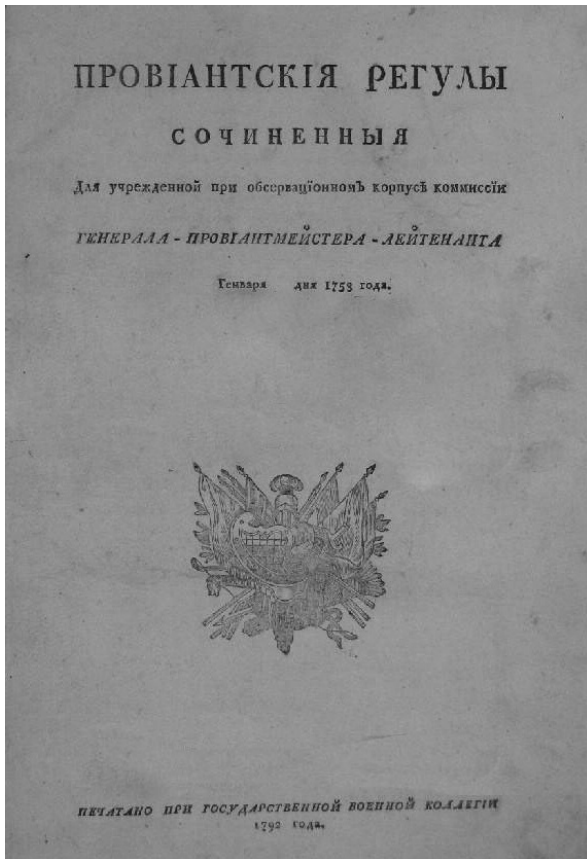 ПРОВІАНТСКІЯ РЕГУЛЫ
СОЧИНЕННЫЯ
Для учрежденной при обсерваціонномЪ корпусѣ коммиссіи
ГЕНЕРАЛА - ПРОВІАНТМЕЙСТЕРА - ЛЕЙТЕНАНТА
Генваря дня 1753 года.
ПЕЧАТАНО ПРИ ГОСУДАРСТВЕННОЙ ВОЕННОЙ КОЛЛЕГІИ
1792 года.